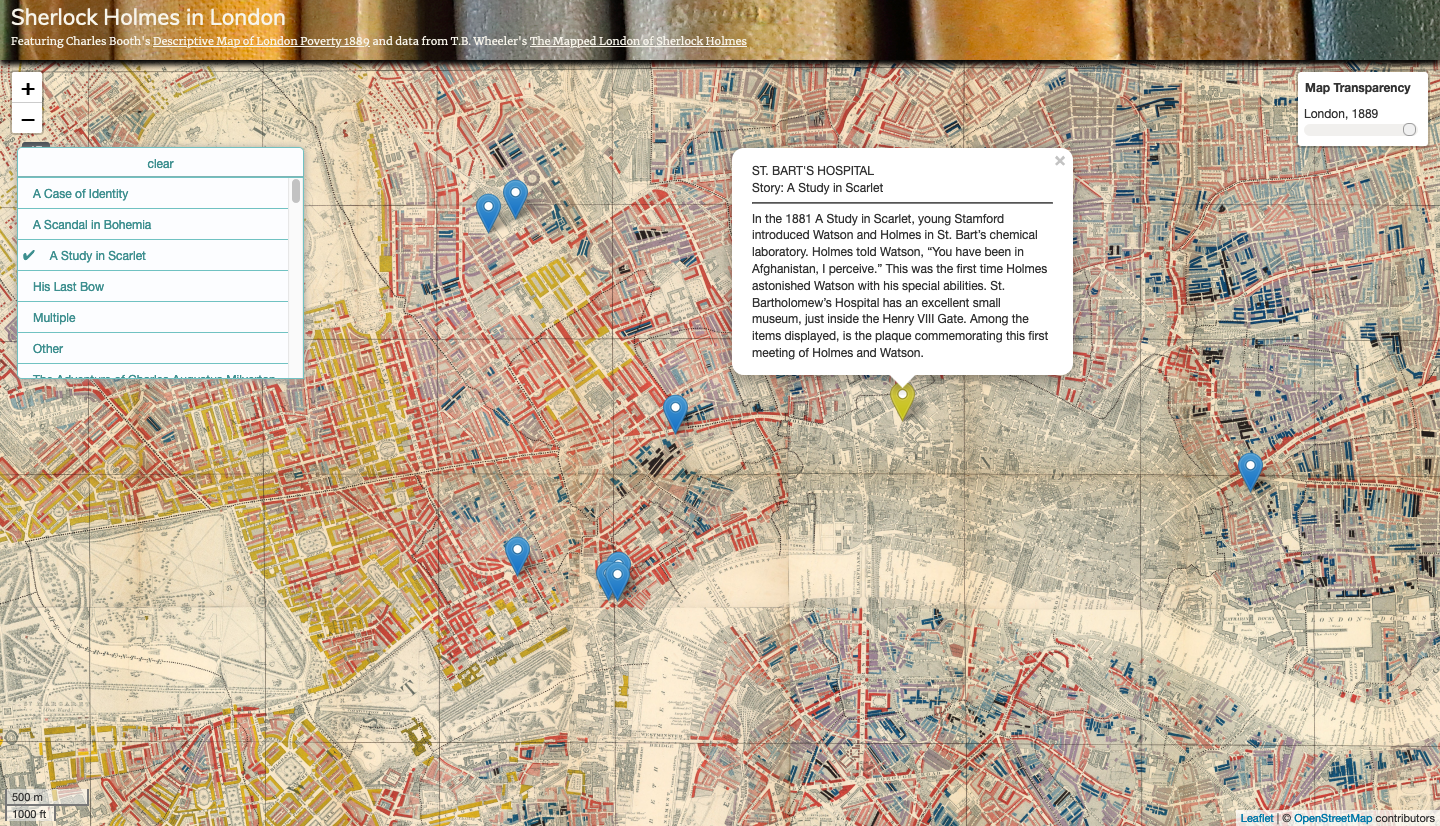 Sherlock Holmes in London
Featuring Charles Booth's Descriptive Map of London Poverty 1889 and data from T.B. Wheeler's The Mapped London of Sherlock Holmes
+
−
clear
A Case of Identity
A Scandal in Bohemia
✔ A Study in Scarlet
His Last Bow
Multiple
Other
The Adventure of Charles Augustus Milverton
Map Transparency
London, 1889
×
ST. BART'S HOSPITAL
Story: A Study in Scarlet
In the 1881 A Study in Scarlet, young Stamford
introduced Watson and Holmes in St. Bart’s chemical
laboratory. Holmes told Watson, “You have been in
Afghanistan, I perceive.” This was the first time Holmes
astonished Watson with his special abilities. St.
Bartholomew’s Hospital has an excellent small
museum, just inside the Henry VIII Gate. Among the
items displayed, is the plaque commemorating this first
meeting of Holmes and Watson.
SERPENTINE
LONDON DOCKS
500 m
1000 ft
Leaflet | © OpenStreetMap contributors